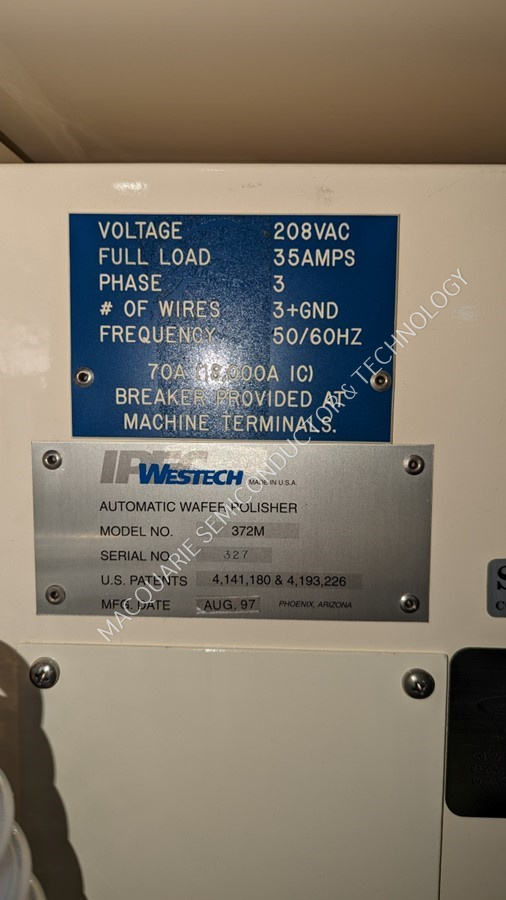 VOLTAGE 208VAC
FULL LOAD 35AMPS
PHASE 3
# OF WIRES 3+GND
FREQUENCY 50/60HZ
70A (18,000A IC)
BREAKER PROVIDED AT
MACHINE TERMINALS.
IPEC WESTECH MADE IN U.S.A.
AUTOMATIC WAFER POLISHER
MODEL NO. 372M
SERIAL NO. 327
U.S. PATENTS 4,141,180 & 4,193,226
MFG. DATE AUG, 97 PHOENIX, ARIZONA
MACQUARIE SEMICONDUCTOR & TECHNOLOGY